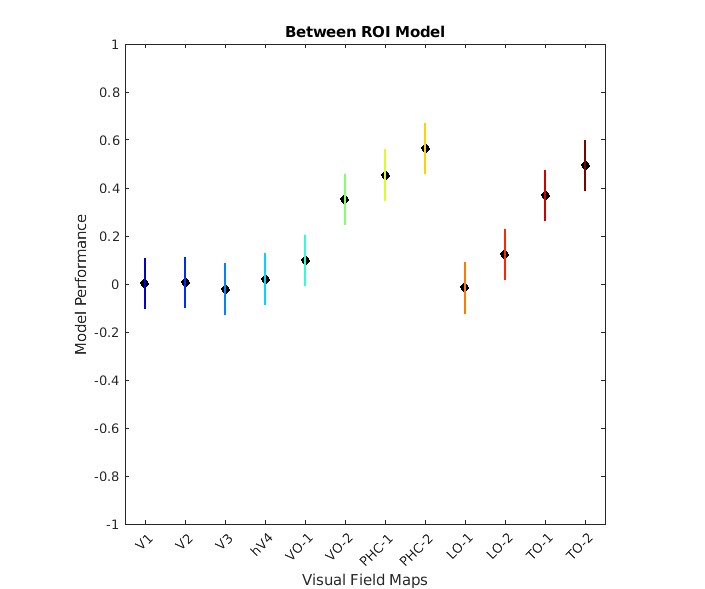 Between ROI Model
1
0.8
0.6
0.4
0.2
0
-0.2
-0.4
-0.6
-0.8
-1
Model Performance
V1 V2 V3 hV4 VO-1 VO-2 PHC-1 PHC-2 LO-1 LO-2 TO-1 TO-2
Visual Field Maps